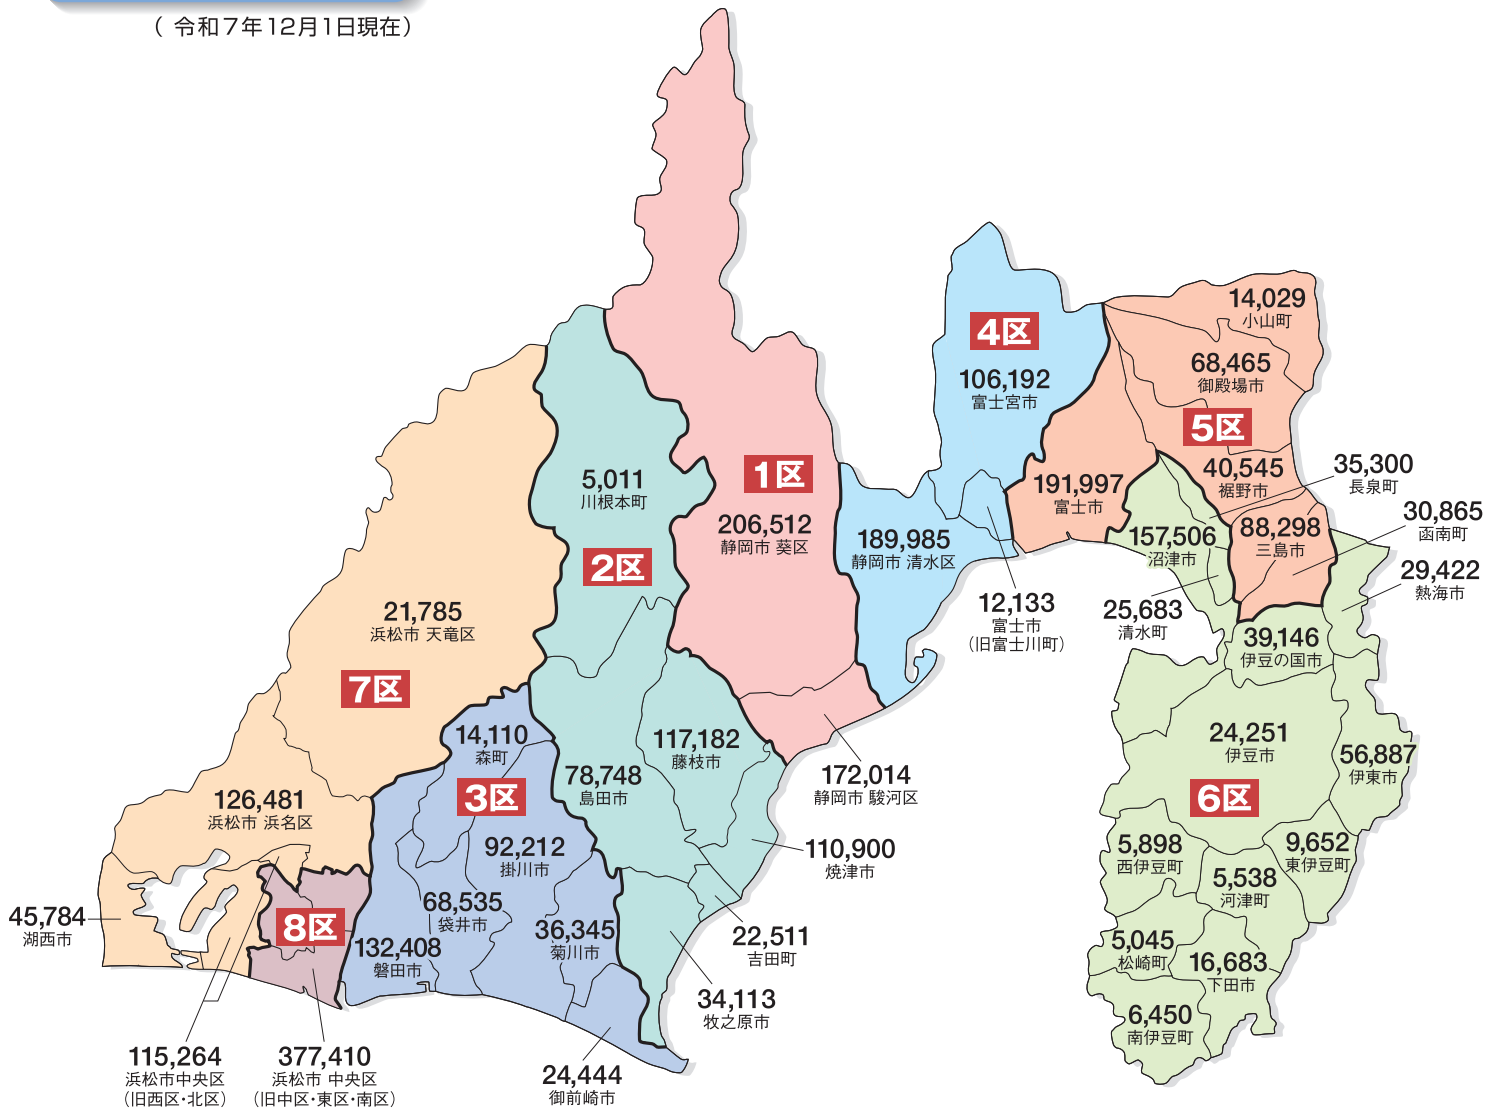 ( 令和7年12月1日現在)
1区
206,512
静岡市 葵区
172,014
静岡市 駿河区
2区
5,011
川根本町
117,182
藤枝市
78,748
島田市
110,900
焼津市
22,511
吉田町
34,113
牧之原市
3区
14,110
森町
92,212
掛川市
68,535
袋井市
132,408
磐田市
36,345
菊川市
24,444
御前崎市
4区
106,192
富士宮市
189,985
静岡市 清水区
12,133
富士市
(旧富士川町)
5区
14,029
小山町
68,465
御殿場市
40,545
裾野市
191,997
富士市
35,300
長泉町
88,298
三島市
30,865
函南町
6区
157,506
沼津市
25,683
清水町
29,422
熱海市
39,146
伊豆の国市
24,251
伊豆市
56,887
伊東市
5,898
西伊豆町
9,652
東伊豆町
5,538
河津町
5,045
松崎町
16,683
下田市
6,450
南伊豆町
7区
21,785
浜松市 天竜区
126,481
浜松市 浜名区
45,784
湖西市
115,264
浜松市中央区
(旧西区・北区)
8区
377,410
浜松市 中央区
(旧中区・東区・南区)